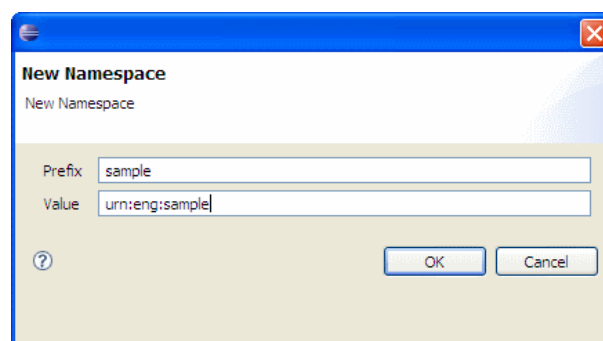 New Namespace
New Namespace
Prefix sample
Value urn:eng:sample
? OK Cancel